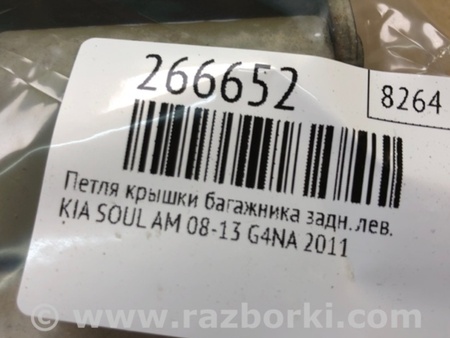 266652
8264
Петля крышки багажника задн.лев.
KIA SOUL AM 08-13 G4NA 2011
© www.razborki.com